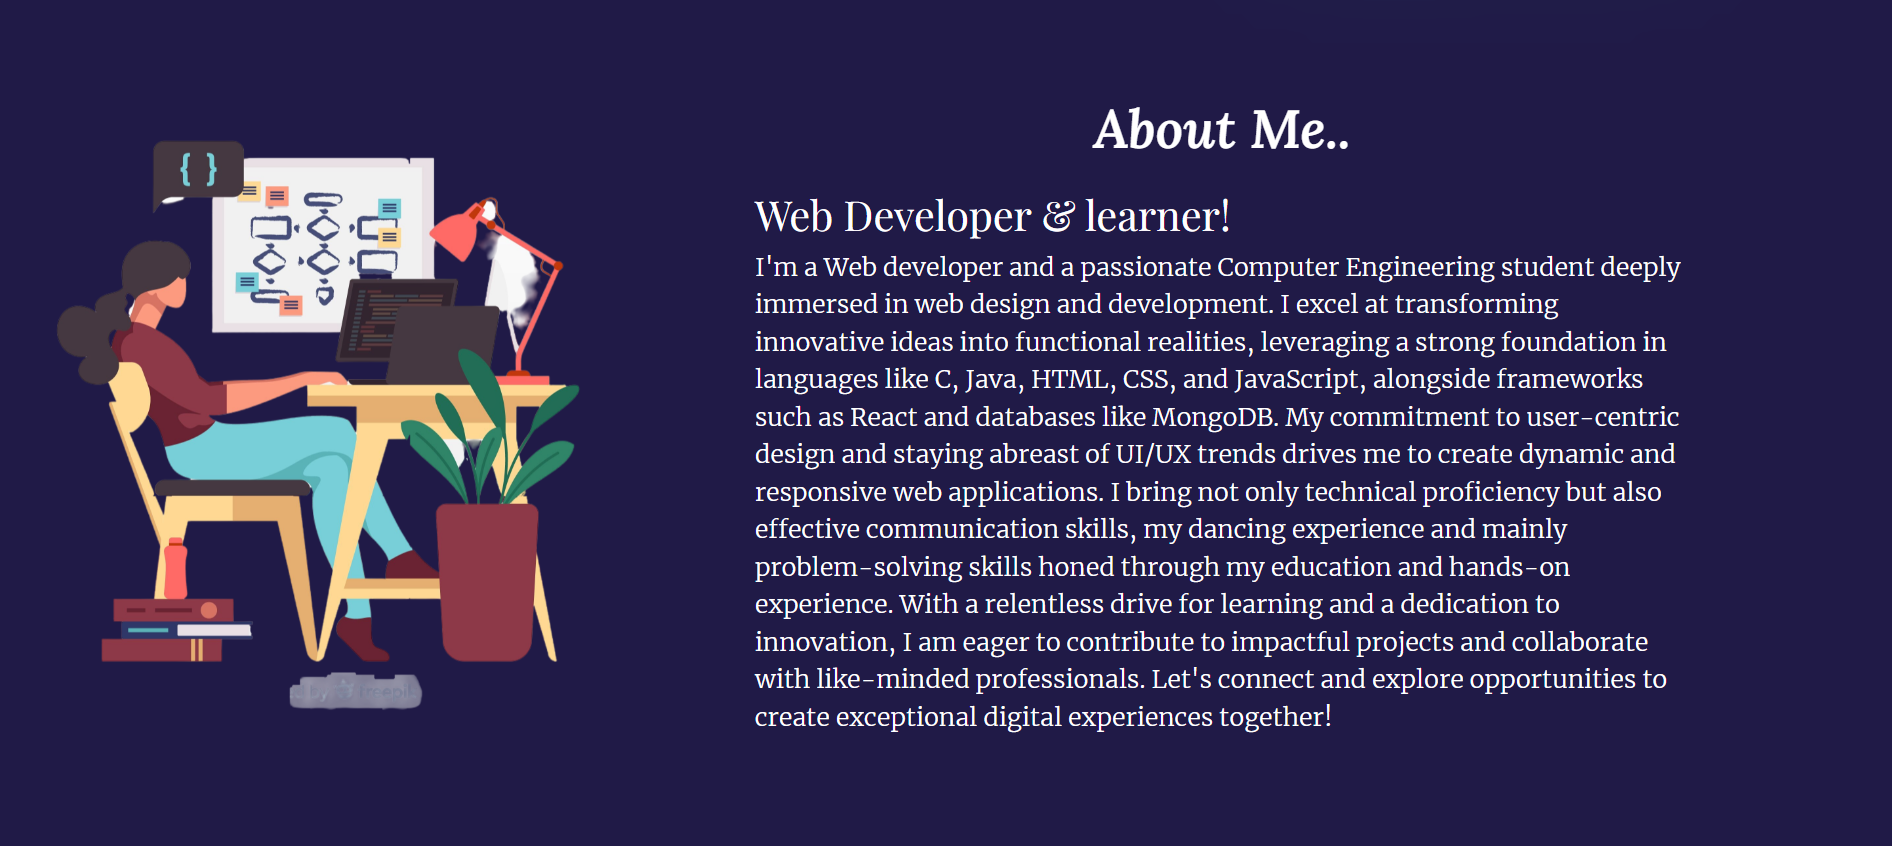 { }
About Me..
Web Developer & learner!
I'm a Web developer and a passionate Computer Engineering student deeply
immersed in web design and development. I excel at transforming
innovative ideas into functional realities, leveraging a strong foundation in
languages like C, Java, HTML, CSS, and JavaScript, alongside frameworks
such as React and databases like MongoDB. My commitment to user-centric
design and staying abreast of UI/UX trends drives me to create dynamic and
responsive web applications. I bring not only technical proficiency but also
effective communication skills, my dancing experience and mainly
problem-solving skills honed through my education and hands-on
experience. With a relentless drive for learning and a dedication to
innovation, I am eager to contribute to impactful projects and collaborate
with like-minded professionals. Let's connect and explore opportunities to
create exceptional digital experiences together!